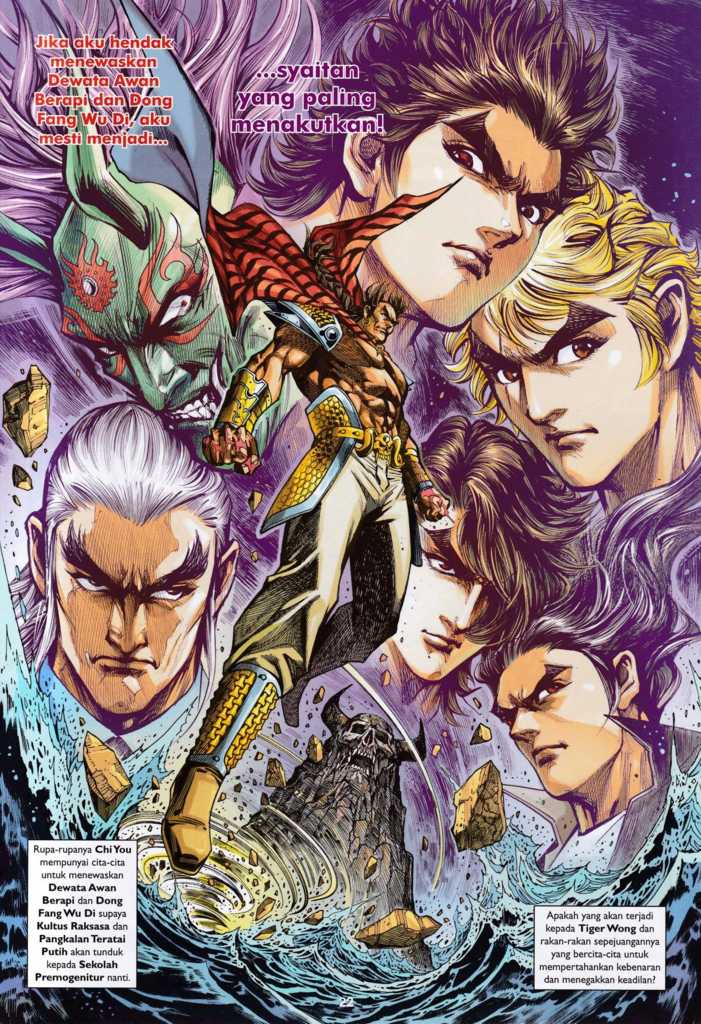 Jika aku hendak
menewaskan
Dewata Awan
Berapi dan Dong
Fang Wu Di, aku
mesti menjadi...
...syaitan
yang paling
menakutkan!
Rupa-rupanya Chi You
mempunyai cita-cita
untuk menewaskan
Dewata Awan
Berapi dan Dong
Fang Wu Di supaya
Kultus Raksasa dan
Pangkalan Teratai
Putih akan tunduk
kepada Sekolah
Premogenitur nanti.
Apakah yang akan terjadi
kepada Tiger Wong dan
rakan-rakan sepejuangannya
yang bercita-cita untuk
mempertahankan kebenaran
dan menegakkan keadilan?
22